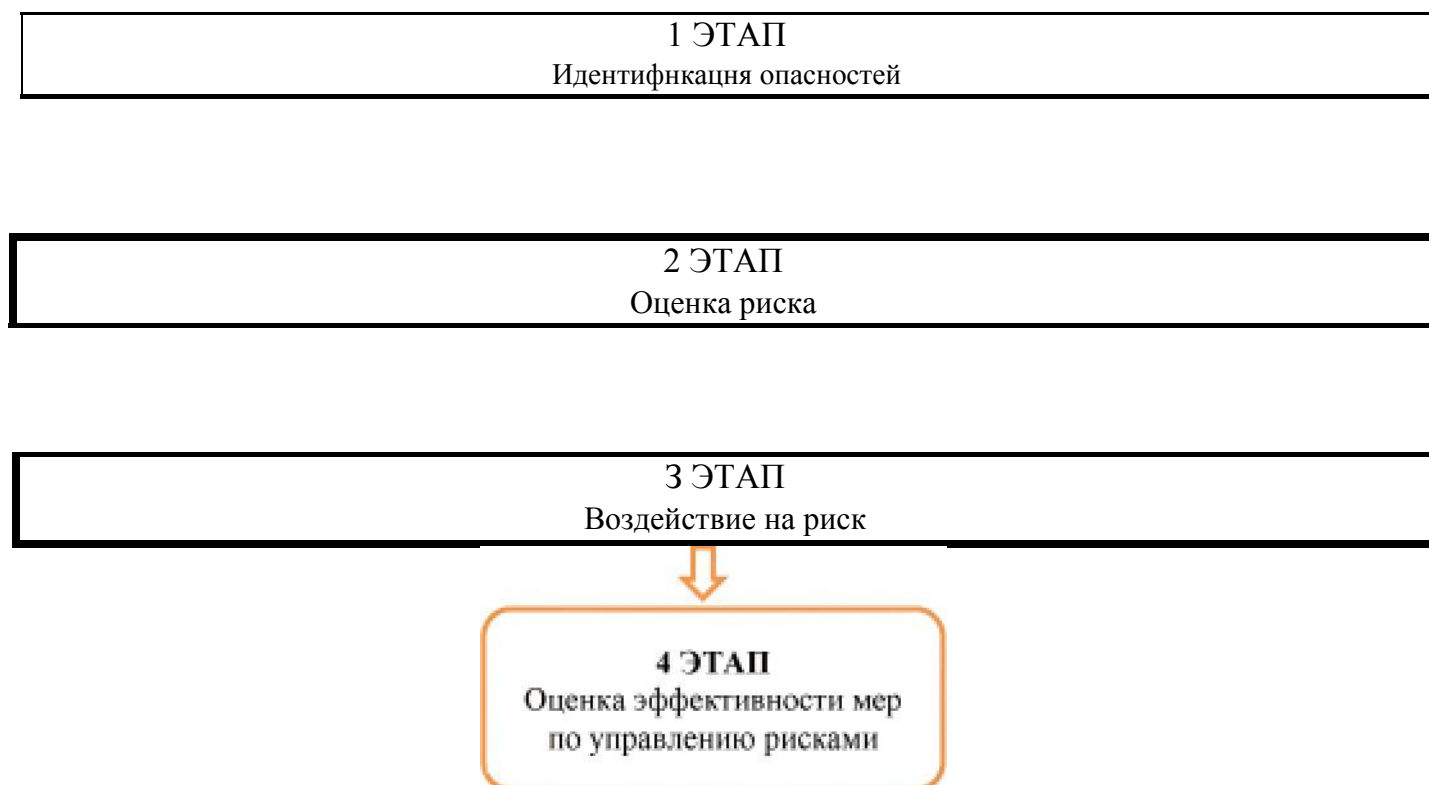 1 ЭТАП
Идентифнкацня опасностей
2 ЭТАП
Оценка риска
3 ЭТАП
Воздействие на риск
4 ЭТАП
Оценка эффективности мер
по управлению рисками